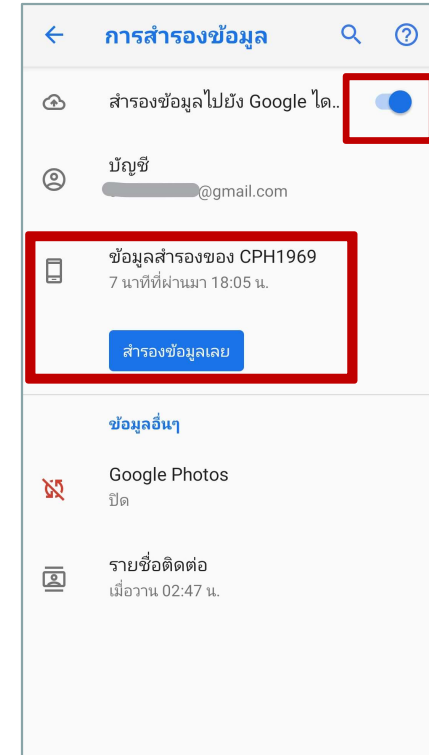 การสำรองข้อมูล
สำรองข้อมูลไปยัง Google ได..
บัญชี
@gmail.com
ข้อมูลสำรองของ CPH1969
7 นาทีที่ผ่านมา 18:05 น.
สำรองข้อมูลเลย
ข้อมูลอื่นๆ
Google Photos
ปิด
รายชื่อติดต่อ
เมื่อวาน 02:47 น.